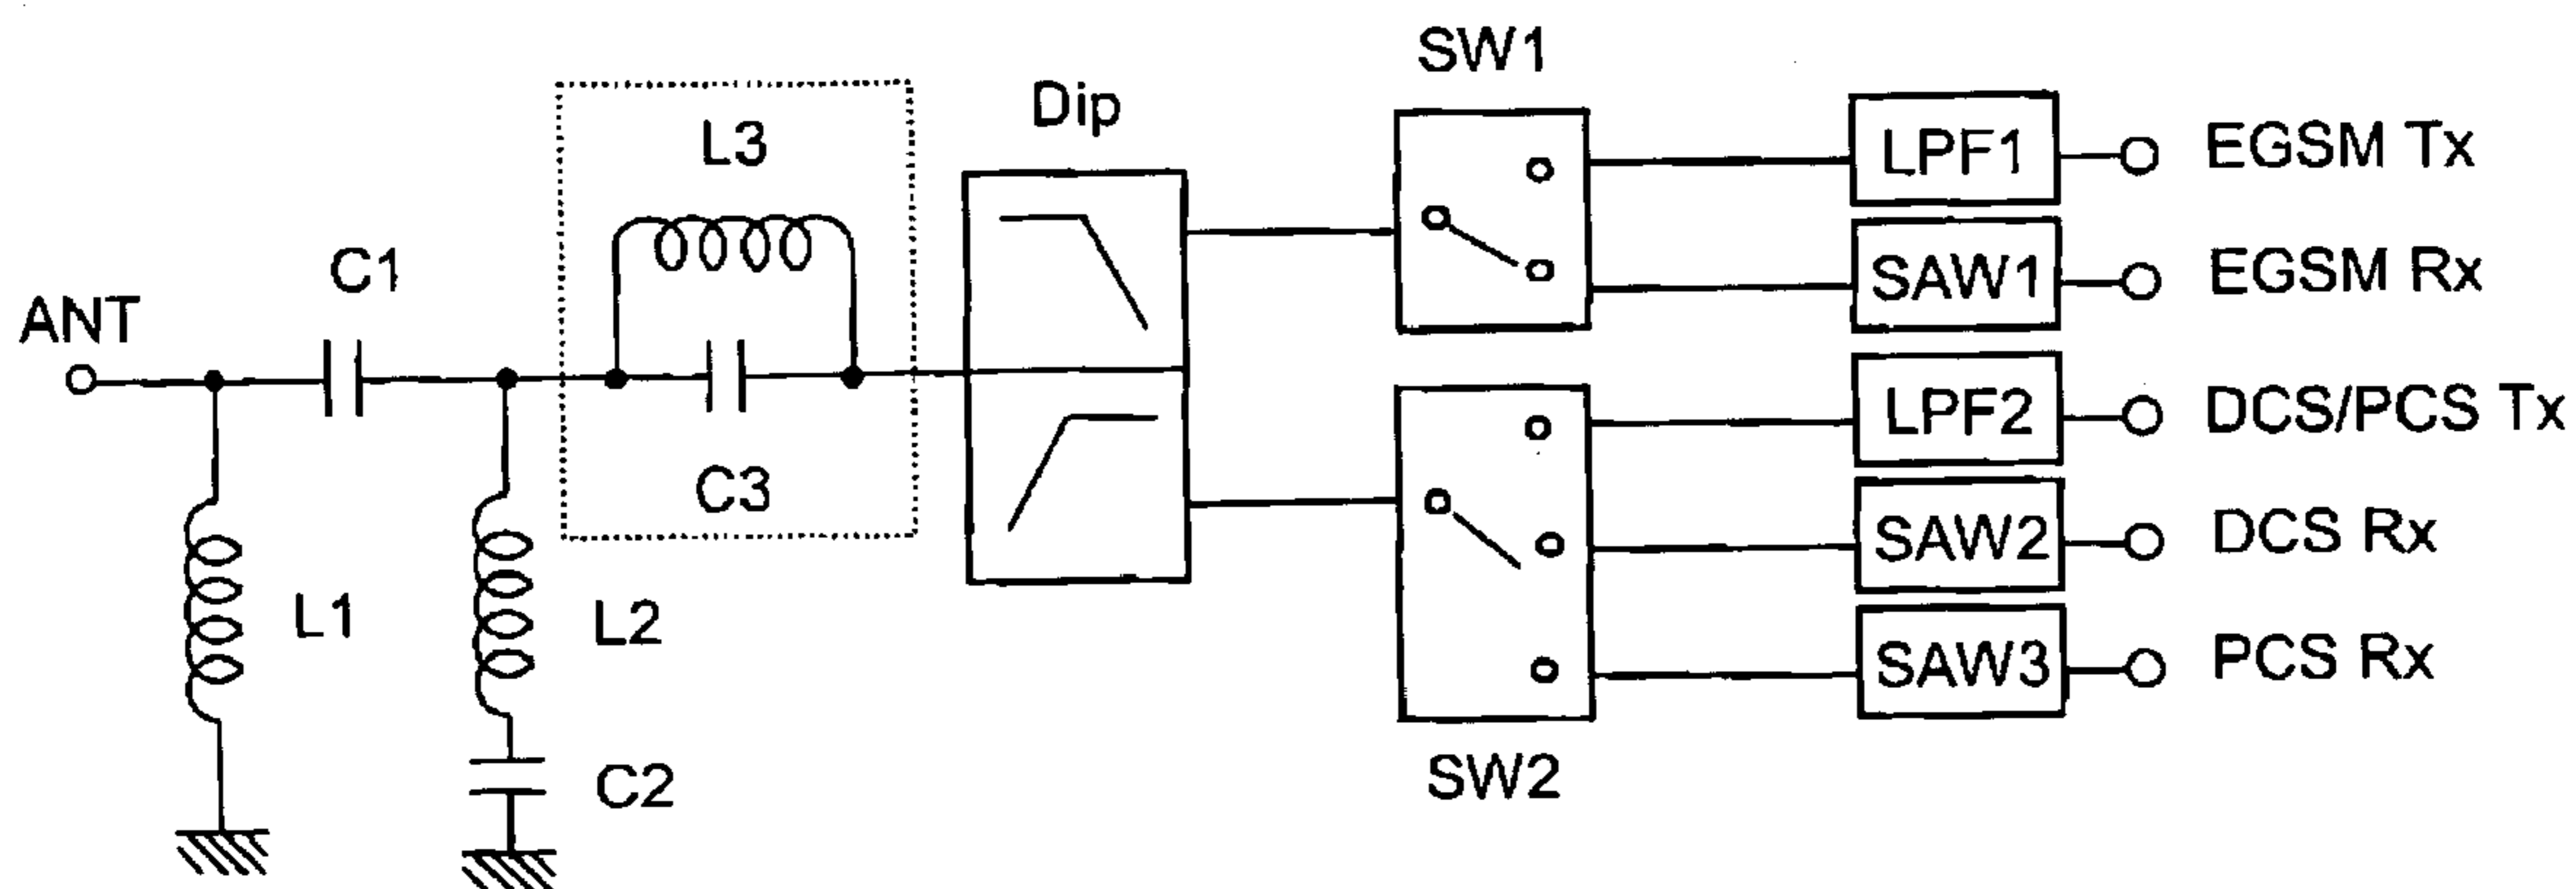 SW1
Dip
L3
LPF1
EGSM Tx
C1
SAW1
EGSM Rx
ANT
LPF2
DCS/PCS Tx
C3
SAW2
DCS Rx
L1
L2
SAW3
PCS Rx
C2
SW2